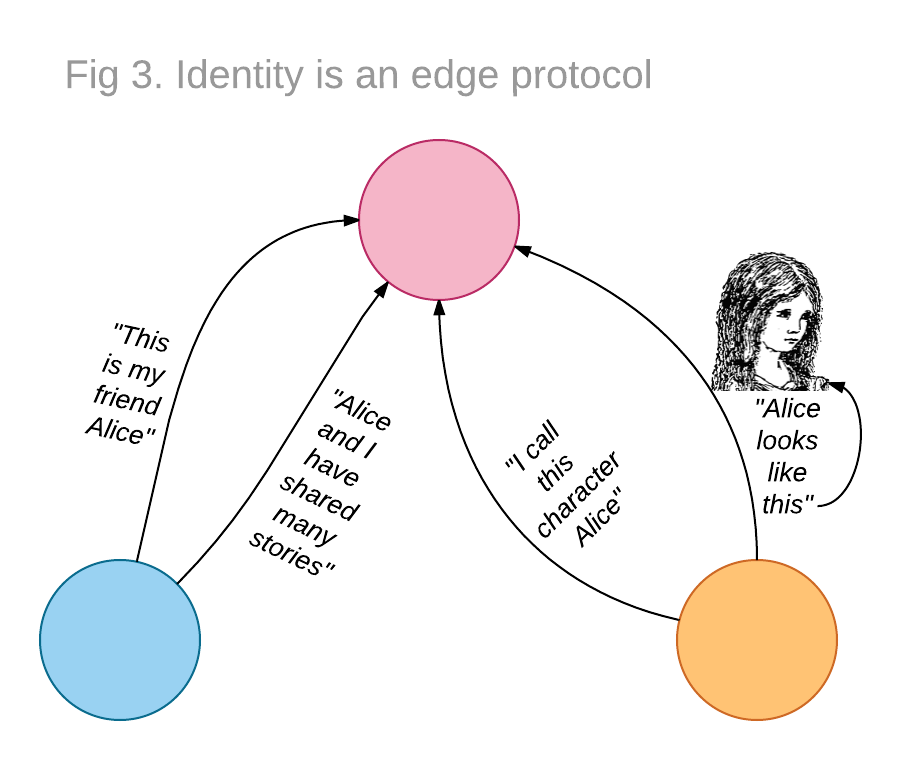 Fig 3. Identity is an edge protocol
"This
is my
friend
Alice"
"Alice
and I
have
shared
many
stories"
"I call
this
character
Alice"
"Alice
looks
like
this"